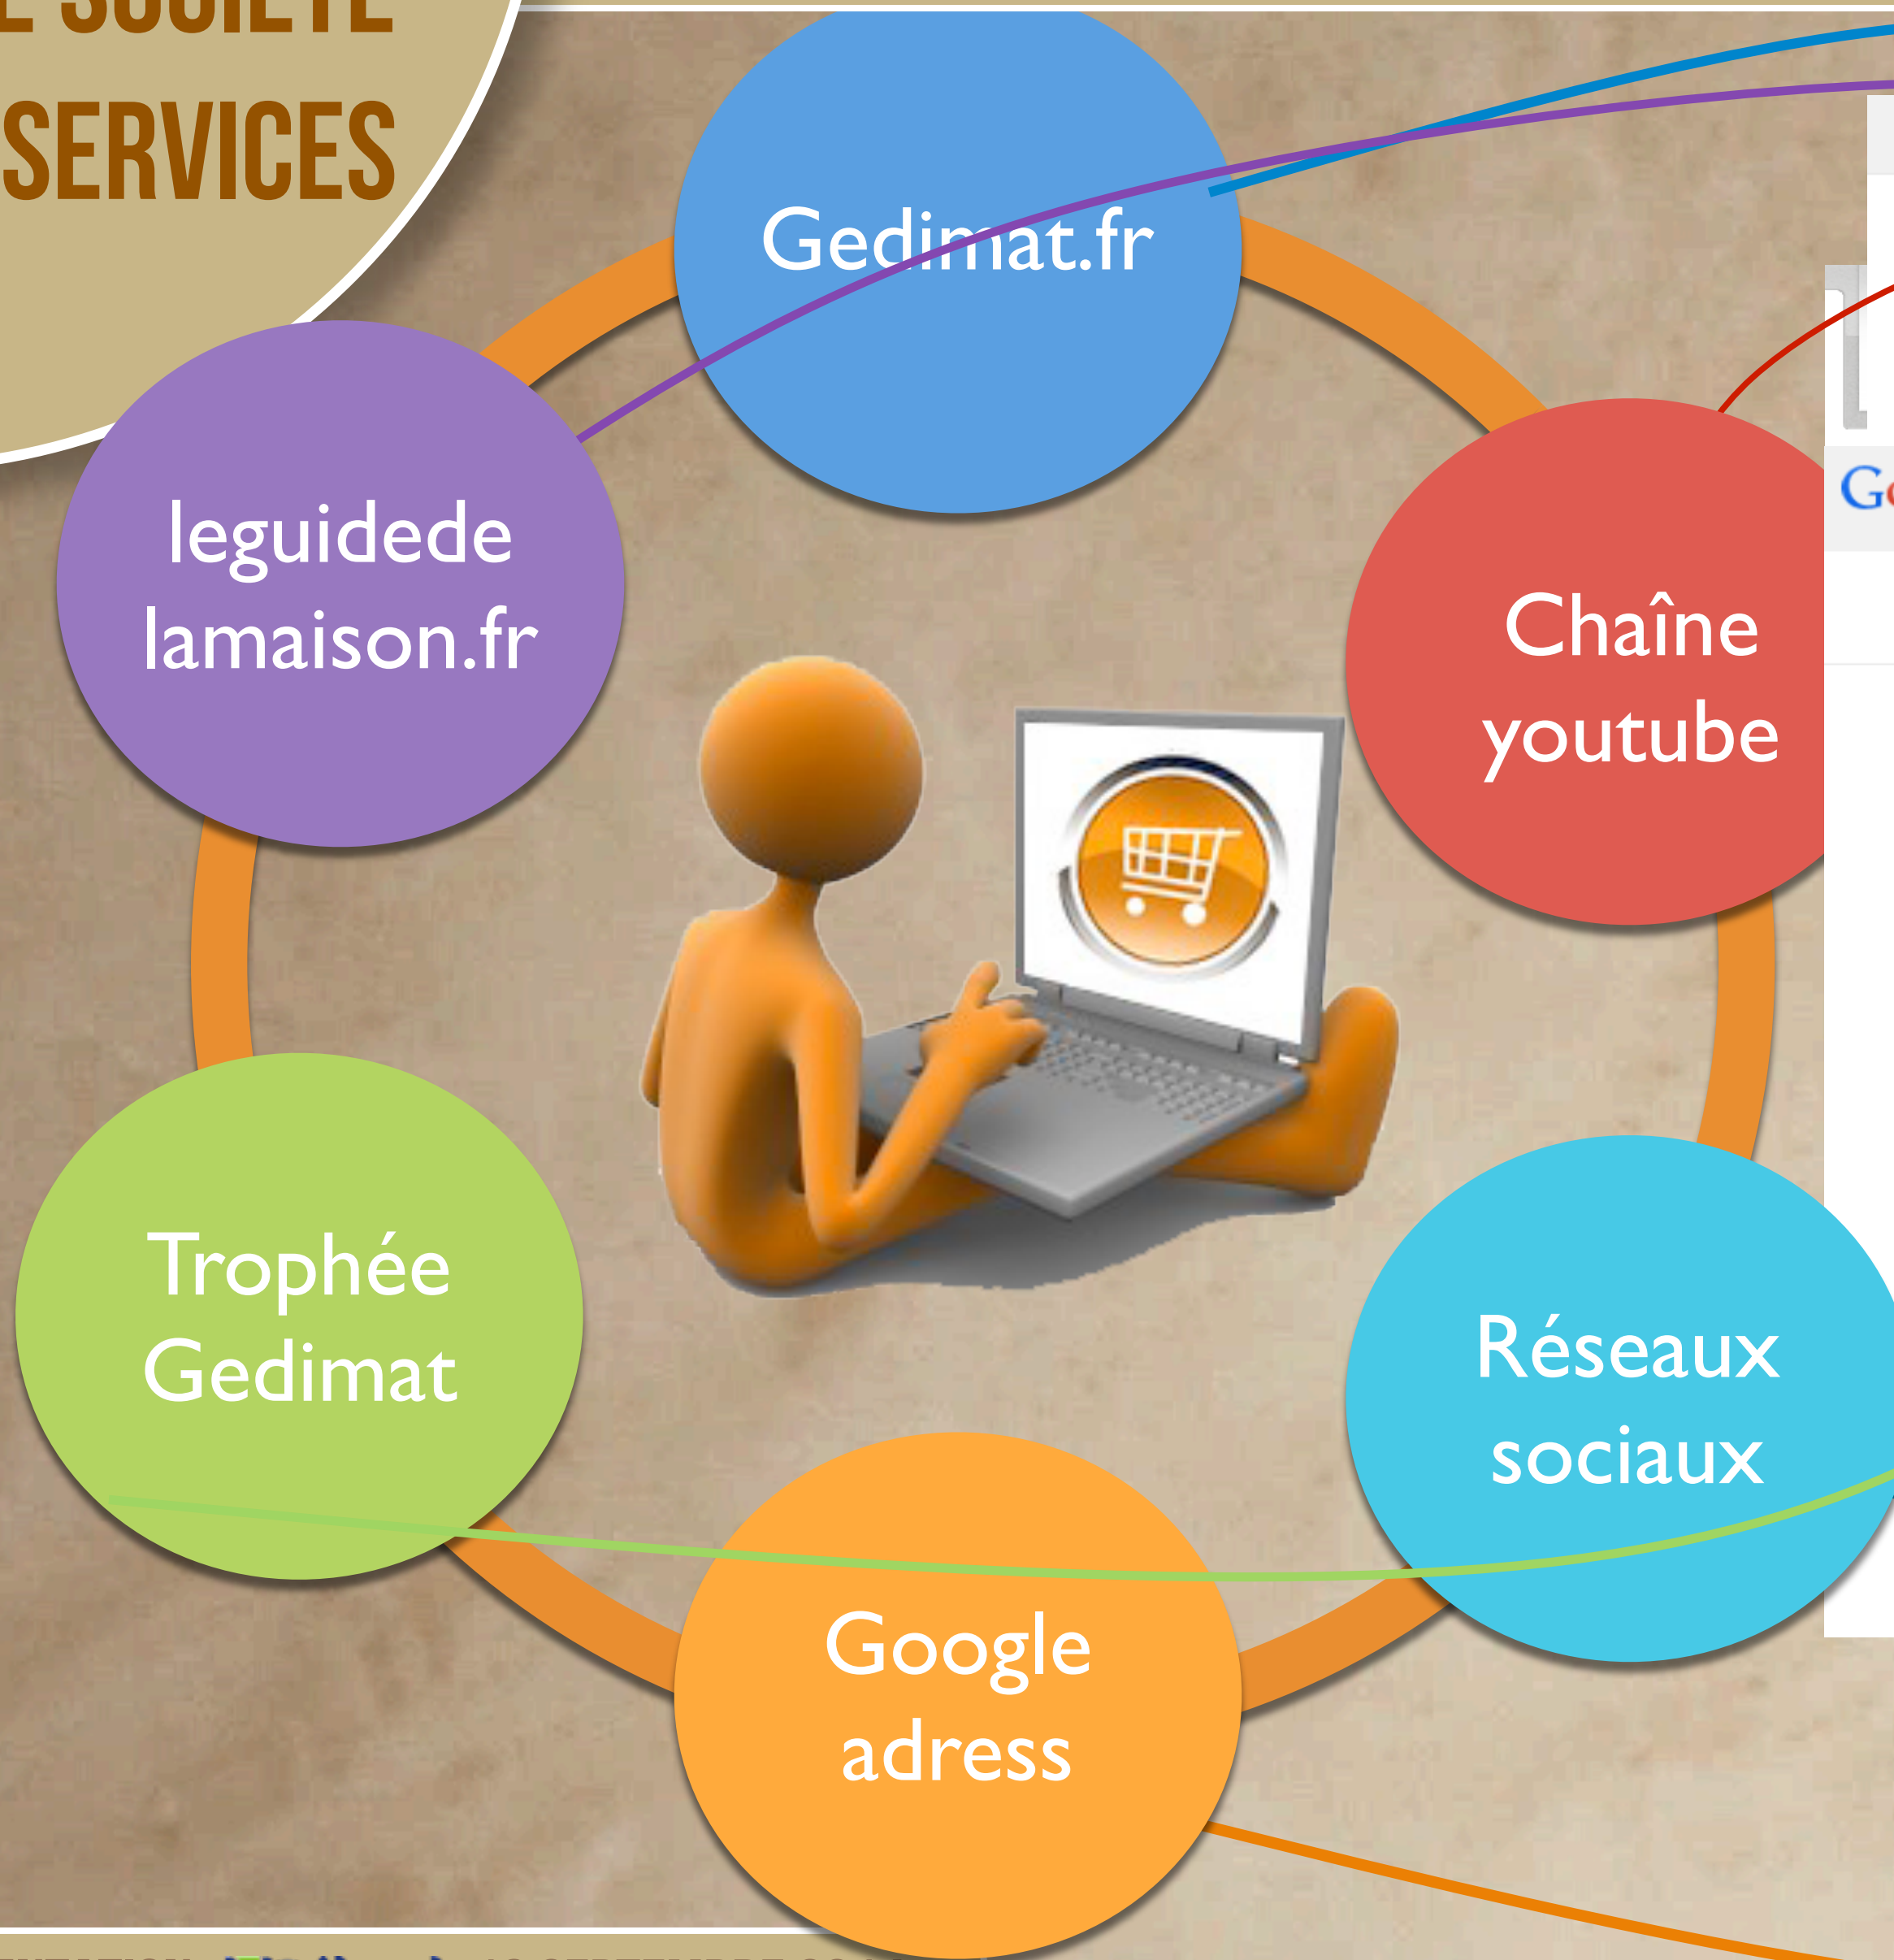 SERVICES
Gedimat.fr
leguidede
lamaison.fr
Chaîne
youtube
Trophée
Gedimat
Réseaux
sociaux
Google
adress